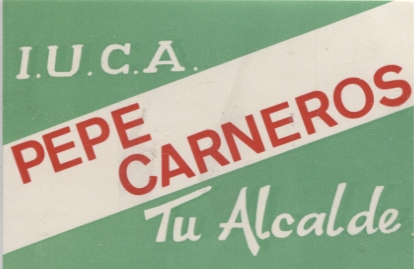 I.U.C.A.
PEPE
CARNEROS
Tu Alcalde